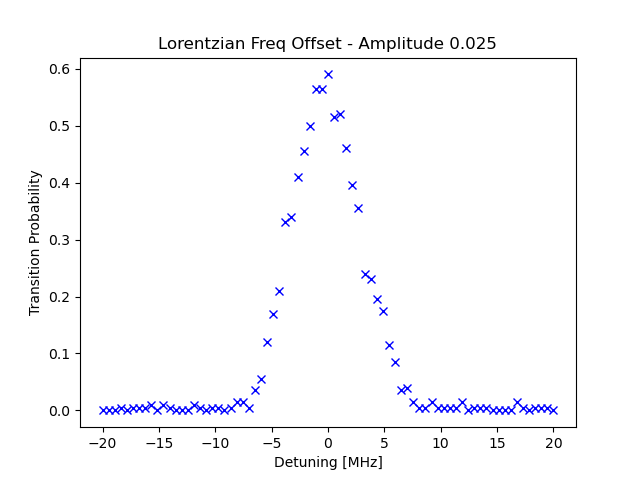 Lorentzian Freq Offset - Amplitude 0.025
0.6
0.5
0.4
0.3
0.2
0.1
0.0
Transition Probability
−20 −15 −10 −5 0 5 10 15 20
Detuning [MHz]